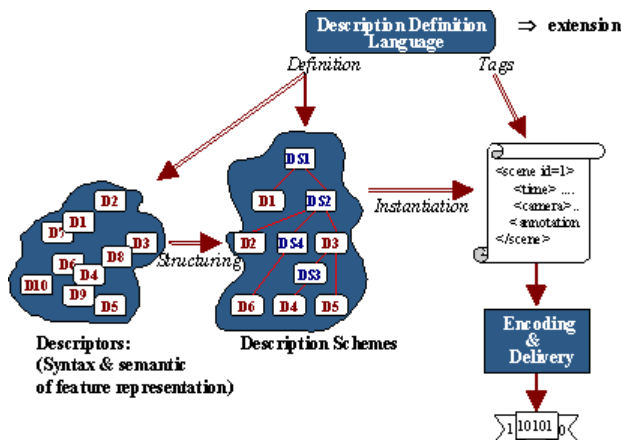 Description Definition
Language
⇒ extension
Definition
Tags
DS1
D1
DS2
D2
DS4
D3
DS3
D6
D4
D5
D2
D1
D7
D3
D8
D6
D4
D10
D9
D5
Structuring
Instantiation
<scene id=1>
<time> ....
<camera>..
<annotation
</scene>
Descriptors:
(Syntax & semantic
of feature representation)
Description Schemes
Encoding
&
Delivery
1 10101 0